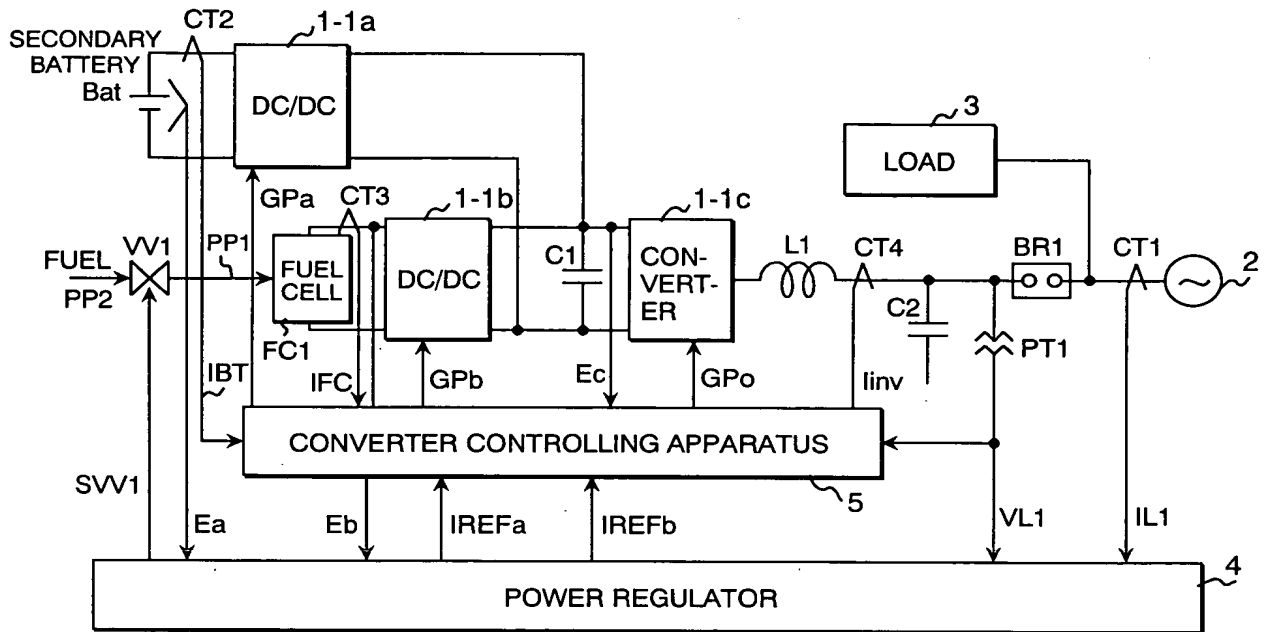 CT2
1-1a
SECONDARY
BATTERY
Bat
DC/DC
3
LOAD
GPa
CT3
1-1b
1-1c
VV1
PP1
FUEL
PP2
FUEL
CELL
FC1
DC/DC
C1
CON-
VERT-
ER
L1
CT4
BR1
CT1
2
C2
PT1
IBT
IFC
GPb
Ec
GPo
Iinv
CONVERTER CONTROLLING APPARATUS
5
SVV1
Ea
Eb
IREFa
IREFb
VL1
IL1
4
POWER REGULATOR